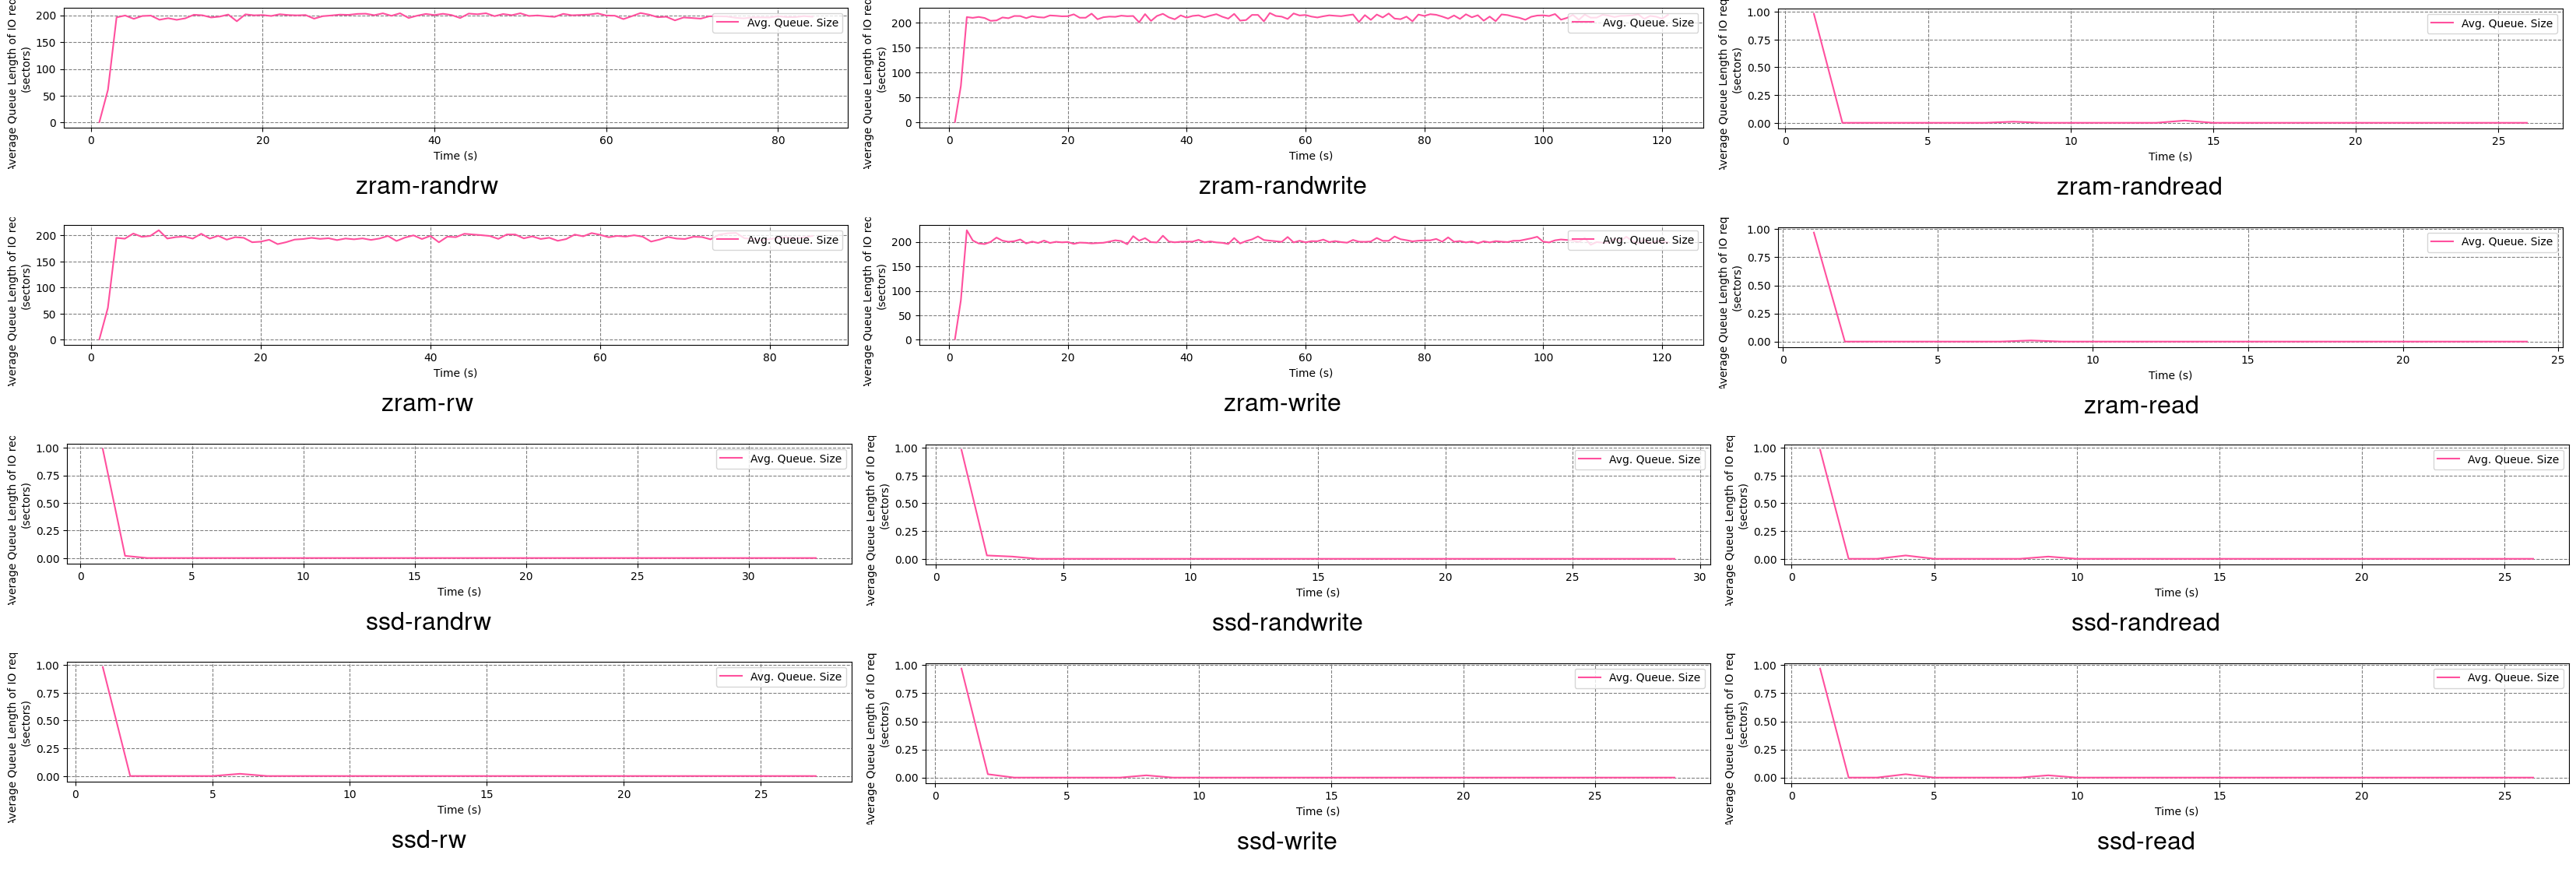 Average Queue Length of IO req
(sectors)
200
150
100
50
0
Avg. Queue. Size
0 20 40 60 80
Time (s)
zram-randrw
Average Queue Length of IO req
(sectors)
200
150
100
50
0
Avg. Queue. Size
0 20 40 60 80 100 120
Time (s)
zram-randwrite
Average Queue Length of IO req
(sectors)
1.00
0.75
0.50
0.25
0.00
Avg. Queue. Size
0 5 10 15 20 25
Time (s)
zram-randread
Average Queue Length of IO rec
(sectors)
200
150
100
50
0
Avg. Queue. Size
0 20 40 60 80
Time (s)
zram-rw
Average Queue Length of IO rec
(sectors)
200
150
100
50
0
Avg. Queue. Size
0 20 40 60 80 100 120
Time (s)
zram-write
Average Queue Length of IO req
(sectors)
1.00
0.75
0.50
0.25
0.00
Avg. Queue. Size
0 5 10 15 20 25
Time (s)
zram-read
Average Queue Length of IO rec
(sectors)
1.00
0.75
0.50
0.25
0.00
Avg. Queue. Size
0 5 10 15 20 25 30
Time (s)
ssd-randrw
Average Queue Length of IO req
(sectors)
1.00
0.75
0.50
0.25
0.00
Avg. Queue. Size
0 5 10 15 20 25 30
Time (s)
ssd-randwrite
Average Queue Length of IO req
(sectors)
1.00
0.75
0.50
0.25
0.00
Avg. Queue. Size
0 5 10 15 20 25
Time (s)
ssd-randread
Average Queue Length of IO req
(sectors)
1.00
0.75
0.50
0.25
0.00
Avg. Queue. Size
0 5 10 15 20 25
Time (s)
ssd-rw
Average Queue Length of IO req
(sectors)
1.00
0.75
0.50
0.25
0.00
Avg. Queue. Size
0 5 10 15 20 25
Time (s)
ssd-write
Average Queue Length of IO req
(sectors)
1.00
0.75
0.50
0.25
0.00
Avg. Queue. Size
0 5 10 15 20 25
Time (s)
ssd-read